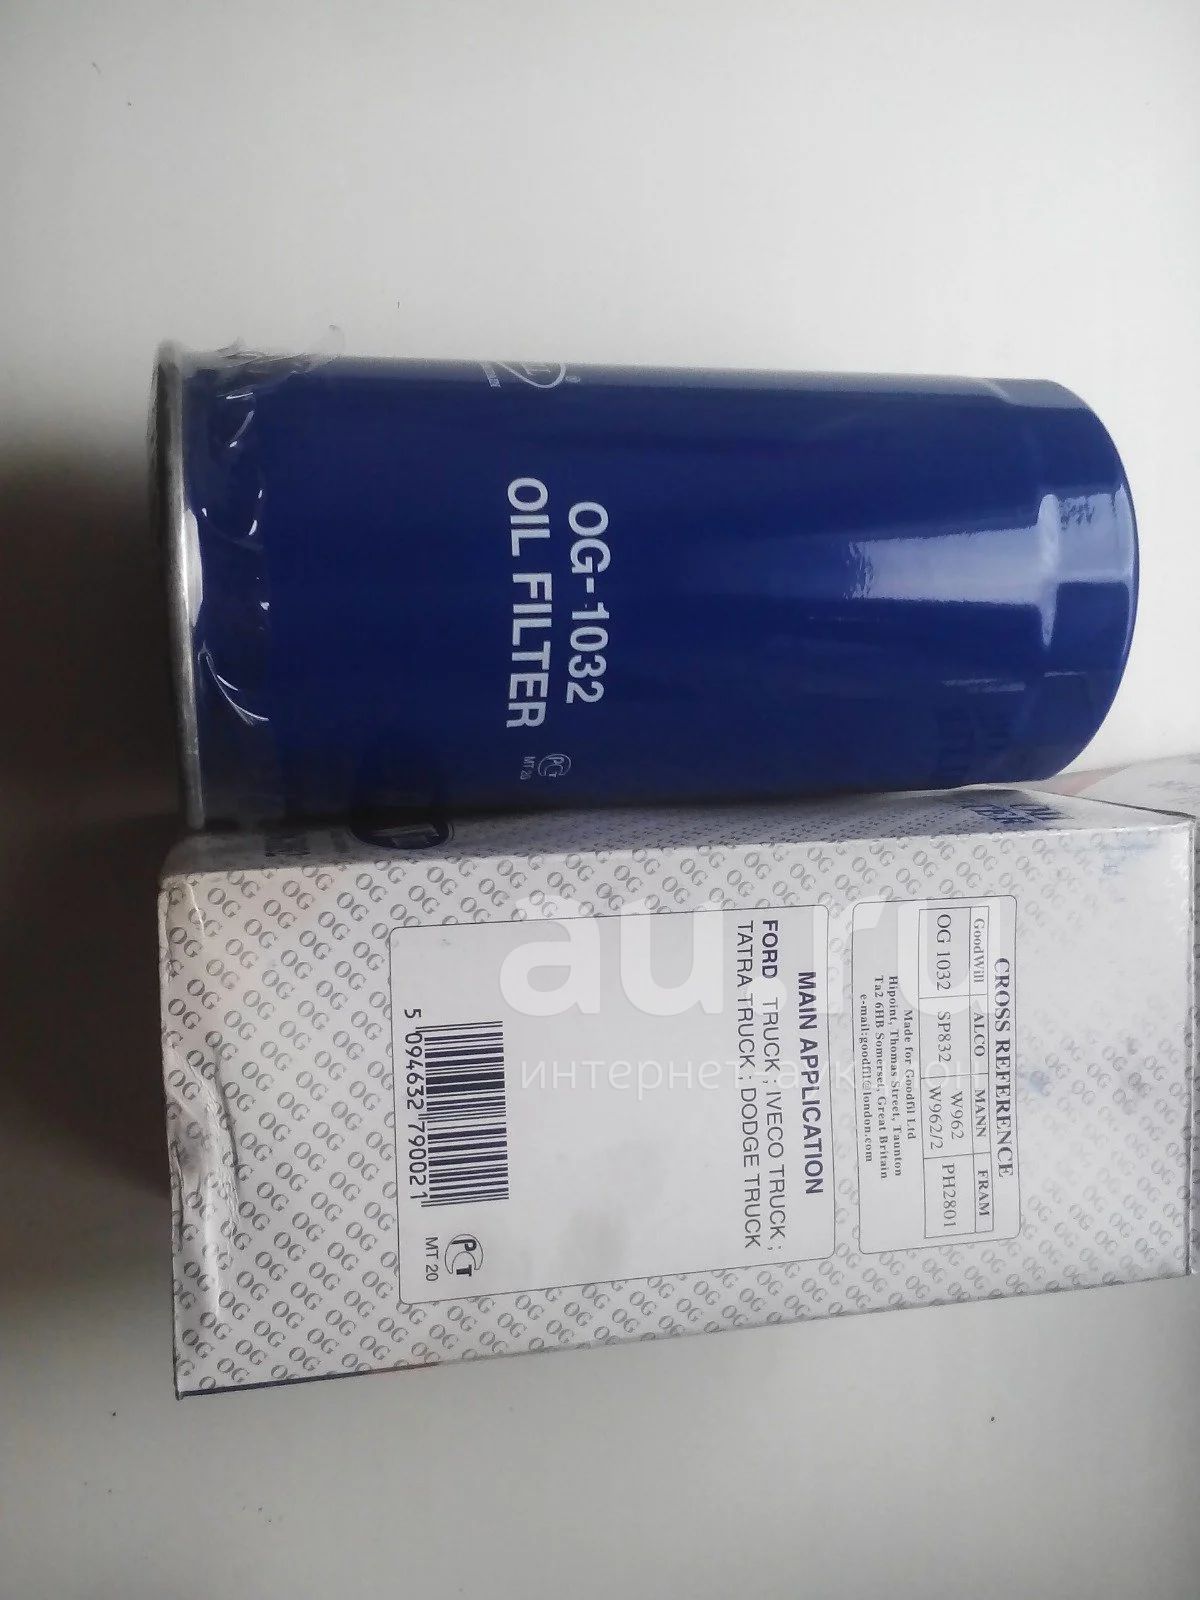 OG-1032
OIL FILTER
MT 20
CROSS REFERENCE
GoodWill ALCO MANN FRAM
OG 1032 SP832 W962 W962/2 PH2801
Made for Goodfil Ltd
Hipoint, Thomas Street, Taunton
Ta2 6HB Somerset, Great Britain
e-mail:goodfil@london.com
MAIN APPLICATION
FORD TRUCK ; IVECO TRUCK ;
TATRA TRUCK ; DODGE TRUCK
5 094632 790021
РСТ
MT 20
au.ru
интернет-аукцион